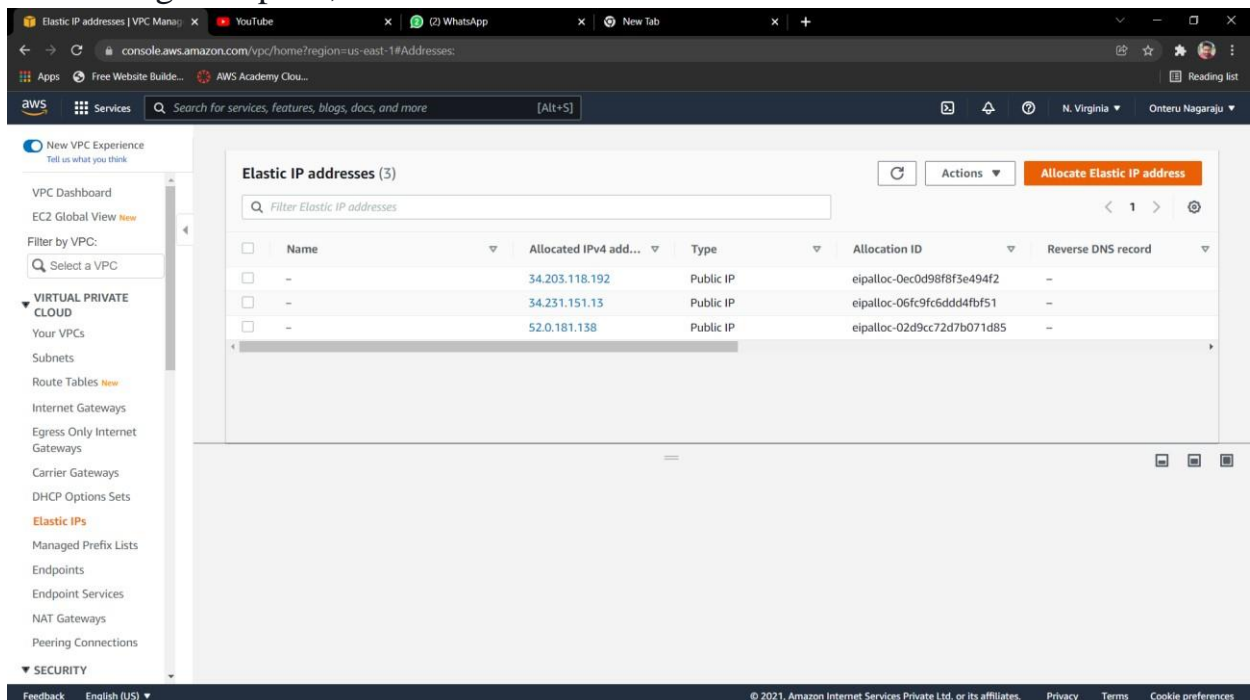 Elastic IP addresses | VPC Manag
YouTube
(2) WhatsApp
New Tab
console.aws.amazon.com/vpc/home?region=us-east-1#Addresses:
Apps Free Website Builde... AWS Academy Clou... Reading list
aws Services Search for services, features, blogs, docs, and more [Alt+S] N. Virginia ▼ Onteru Nagaraju ▼
New VPC Experience
Tell us what you think
VPC Dashboard
EC2 Global View New
Filter by VPC:
Select a VPC
VIRTUAL PRIVATE
CLOUD
Your VPCs
Subnets
Route Tables New
Internet Gateways
Egress Only Internet
Gateways
Carrier Gateways
DHCP Options Sets
Elastic IPs
Managed Prefix Lists
Endpoints
Endpoint Services
NAT Gateways
Peering Connections
SECURITY
Elastic IP addresses (3) Actions ▼ Allocate Elastic IP address
Filter Elastic IP addresses < 1 >
Name Allocated IPv4 add... Type Allocation ID Reverse DNS record
– 34.203.118.192 Public IP eipalloc-0ec0d98f8f3e494f2 –
– 34.231.151.13 Public IP eipalloc-06fc9fc6ddd4fbf51 –
– 52.0.181.138 Public IP eipalloc-02d9cc72d7b071d85 –
Feedback English (US) ▼ © 2021, Amazon Internet Services Private Ltd. or its affiliates. Privacy Terms Cookie preferences